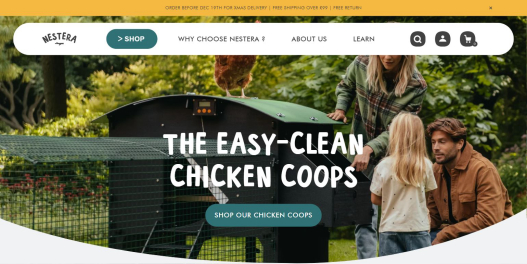 ORDER BEFORE DEC 19TH FOR XMAS DELIVERY | FREE SHIPPING OVER £99 | FREE RETURN
NESTERA
> SHOP
WHY CHOOSE NESTERA ?
ABOUT US
LEARN
THE EASY-CLEAN
CHICKEN COOPS
SHOP OUR CHICKEN COOPS